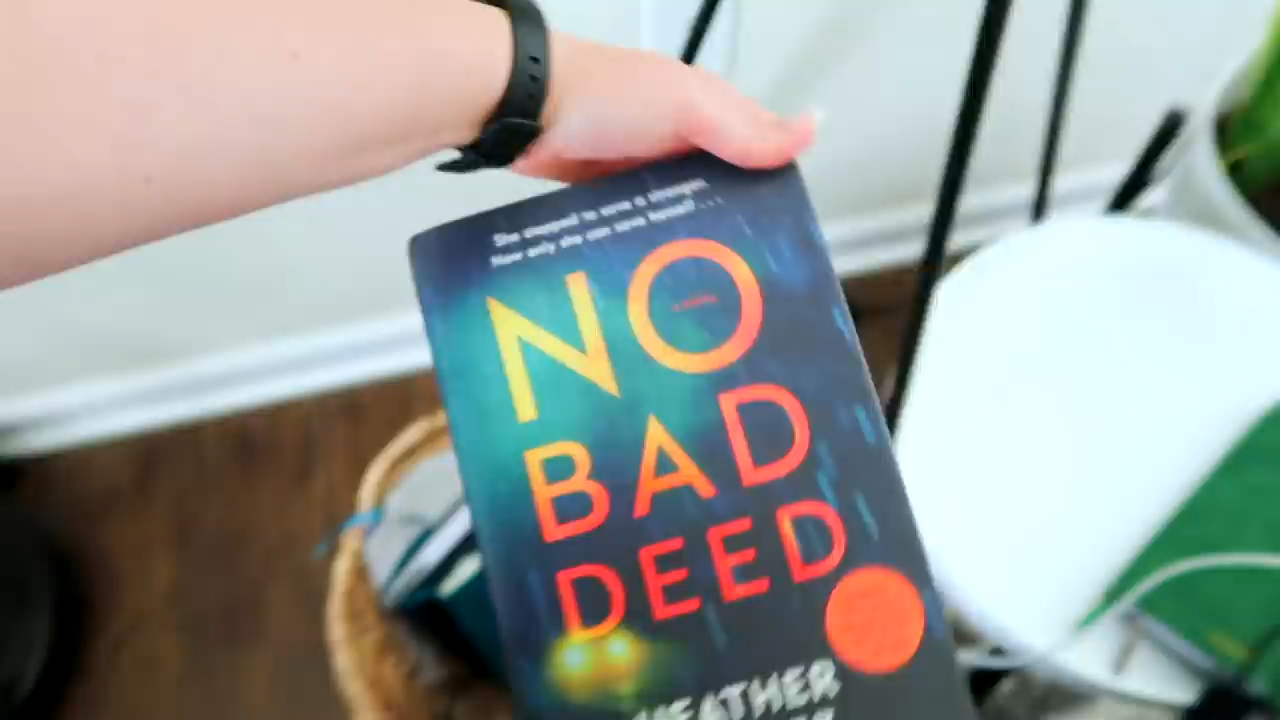 She stopped to save a stranger.
Now only she can save herself . . .
NO
BAD
DEED
HEATHER